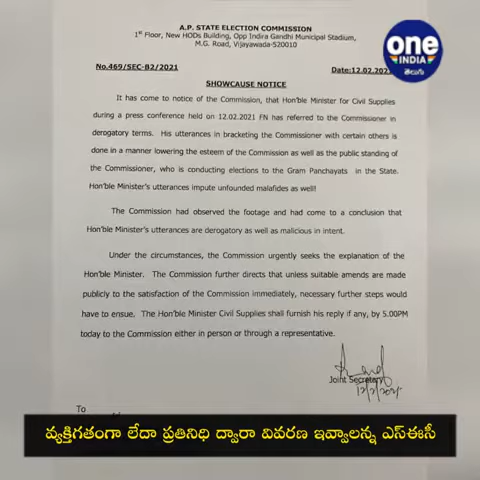 A.P. STATE ELECTION COMMISSION
1st Floor, New HODs Building, Opp Indira Gandhi Municipal Stadium,
M.G. Road, Vijayawada-520010
one
INDIA
తెలుగు
No.469/SEC-B2/2021 Date:12.02.2021
SHOWCAUSE NOTICE
It has come to notice of the Commission, that Hon'ble Minister for Civil Supplies
during a press conference held on 12.02.2021 FN has referred to the Commissioner in
derogatory terms. His utterances in bracketing the Commissioner with certain others is
done in a manner lowering the esteem of the Commission as well as the public standing of
the Commissioner, who is conducting elections to the Gram Panchayats in the State.
Hon'ble Minister's utterances impute unfounded malafides as well!
The Commission had observed the footage and had come to a conclusion that
Hon'ble Minister's utterances are derogatory as well as malicious in intent.
Under the circumstances, the Commission urgently seeks the explanation of the
Hon'ble Minister. The Commission further directs that unless suitable amends are made
publicly to the satisfaction of the Commission immediately, necessary further steps would
have to ensue. The Hon'ble Minister Civil Supplies shall furnish his reply if any, by 5.00PM
today to the Commission either in person or through a representative.
Joint Secretary
12/2/2021
To
వ్యక్తిగతంగా లేదా ప్రతినిధి ద్వారా వివరణ ఇవ్వాలన్న ఎస్ఈసీ